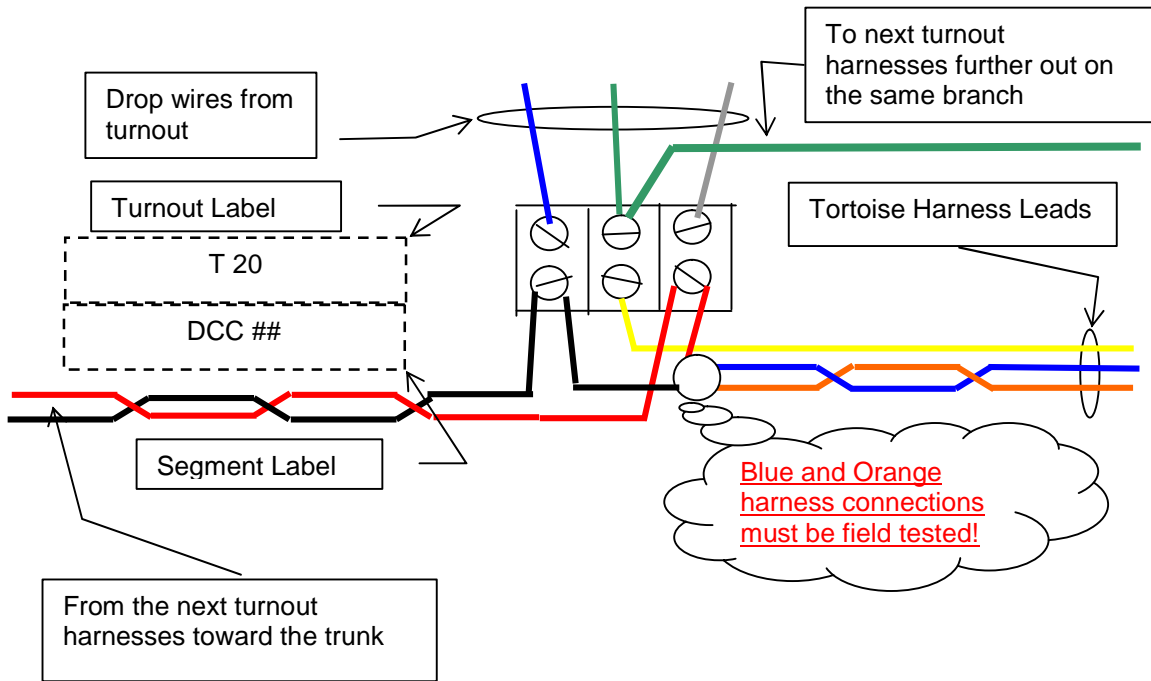 To next turnout
harnesses further out on
the same branch
Drop wires from
turnout
Turnout Label
Tortoise Harness Leads
T 20
DCC ##
Segment Label
Blue and Orange
harness connections
must be field tested!
From the next turnout
harnesses toward the trunk